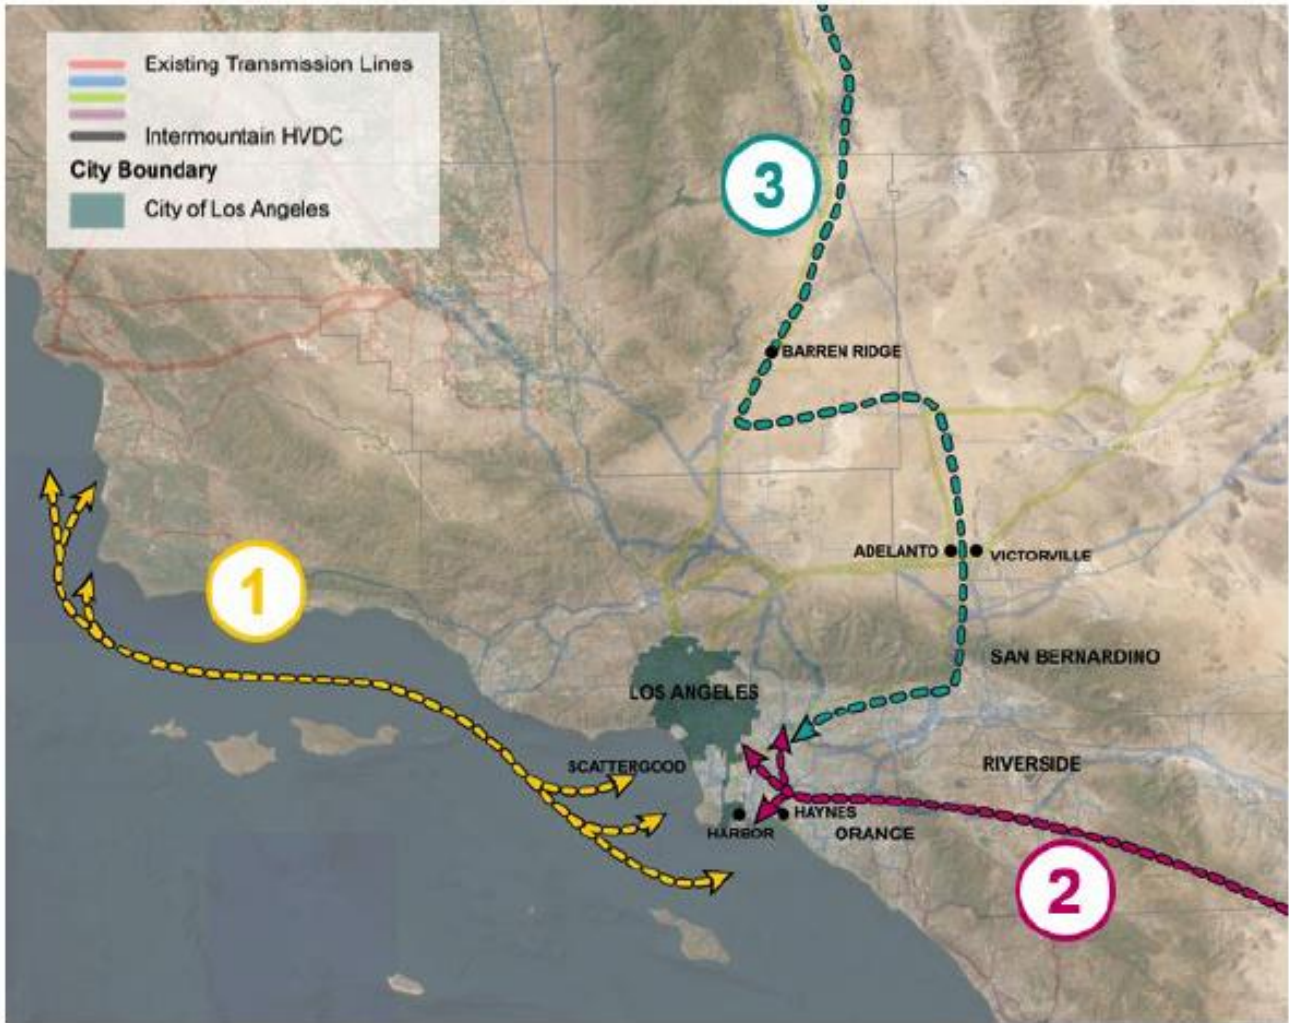 Existing Transmission Lines
Intermountain HVDC
City Boundary
City of Los Angeles
3
BARREN RIDGE
ADELANTO
VICTORVILLE
1
SAN BERNARDINO
LOS ANGELES
SCATTERGOOD
RIVERSIDE
HAYNES
HARBOR
ORANGE
2